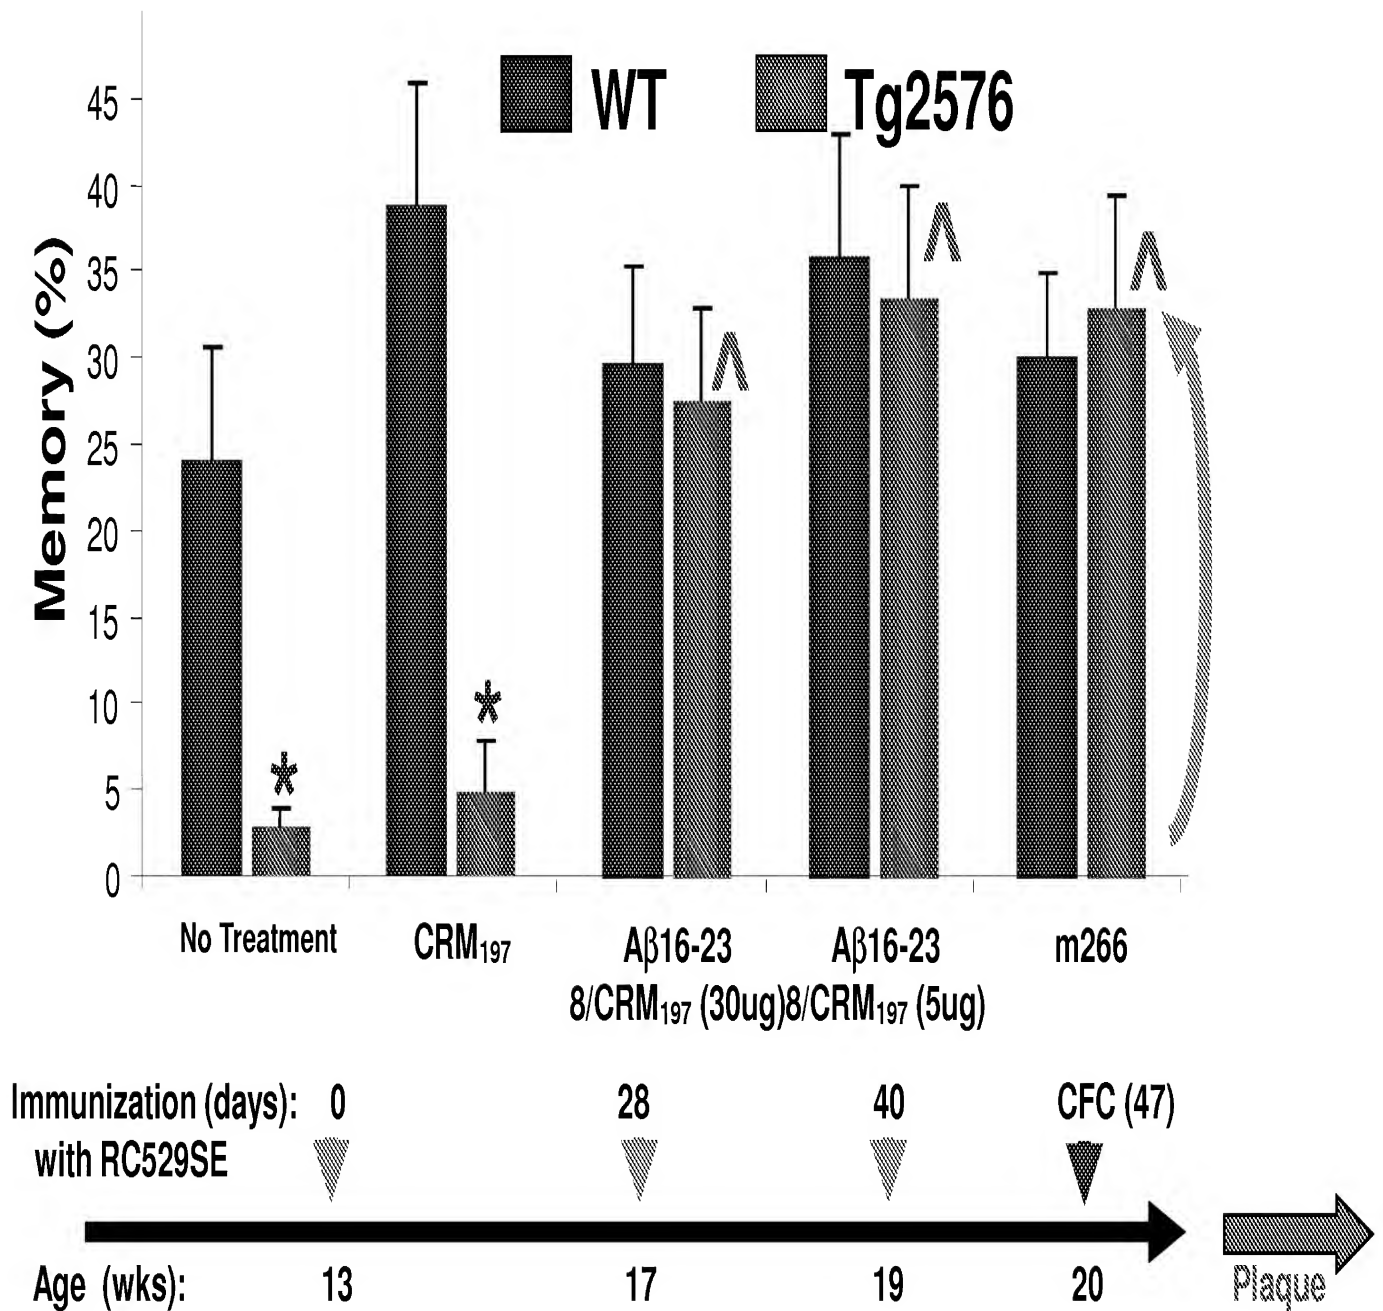 WT Tg2576
Memory (%)
45
40
35
30
25
20
15
10
5
0
* * ^ ^ ^
No Treatment CRM₁₉₇ Aβ16-23 Aβ16-23 m266
8/CRM₁₉₇ (30ug)8/CRM₁₉₇ (5ug)
Immunization (days): 0 28 40 CFC (47)
with RC529SE
Age (wks): 13 17 19 20 Plaque